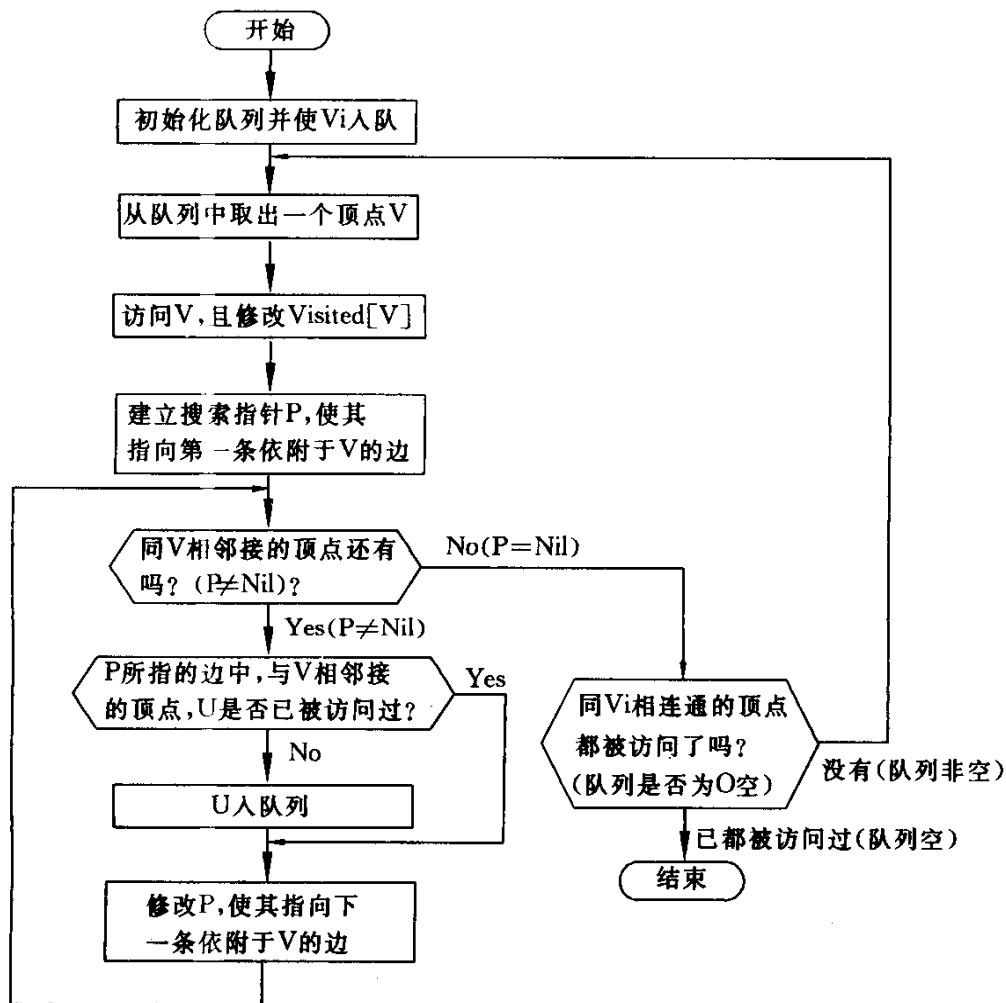 开始
初始化队列并使Vi入队
从队列中取出一个顶点V
访问V,且修改Visited[V]
建立搜索指针P,使其
指向第一条依附于V的边
同V相邻接的顶点还有
吗？(P≠Nil)？
No(P=Nil)
Yes(P≠Nil)
P所指的边中,与V相邻接
的顶点,U是否已被访问过？
Yes
No
U入队列
修改P,使其指向下
一条依附于V的边
同Vi相连通的顶点
都被访问了吗？
(队列是否为O空)
没有(队列非空)
已都被访问过(队列空)
结束